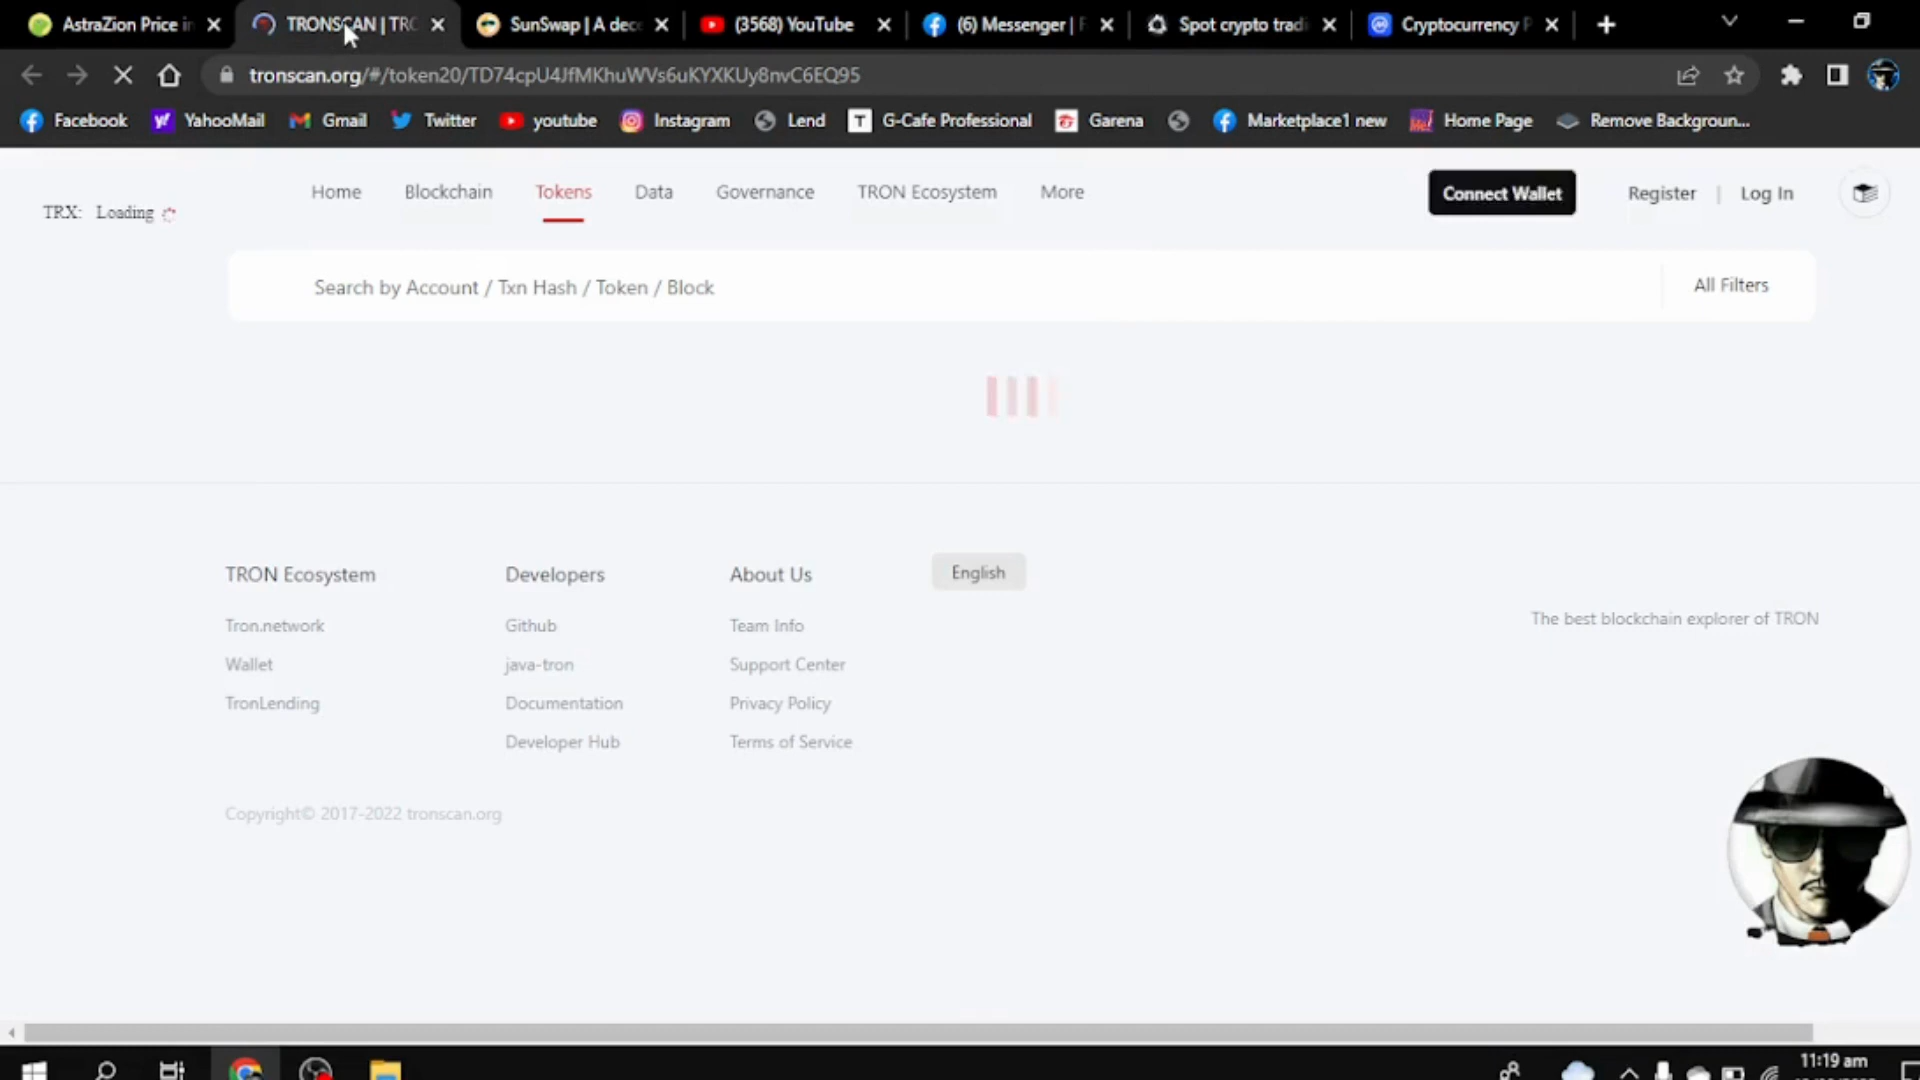 AstraZion Price in
TRONSCAN | TRC
SunSwap | A dece
(3568) YouTube
(6) Messenger | F
Spot crypto tradi
Cryptocurrency P
tronscan.org/#/token20/TD74cpU4JfMKhuWVs6uKYXKUy8nvC6EQ95
Facebook YahooMail Gmail Twitter youtube Instagram Lend G-Cafe Professional Garena Marketplace1 new Home Page Remove Backgroun...
TRX: Loading
Home Blockchain Tokens Data Governance TRON Ecosystem More
Connect Wallet
Register | Log In
Search by Account / Txn Hash / Token / Block
All Filters
TRON Ecosystem
Tron.network
Wallet
TronLending
Developers
Github
java-tron
Documentation
Developer Hub
About Us
Team Info
Support Center
Privacy Policy
Terms of Service
English
The best blockchain explorer of TRON
Copyright© 2017-2022 tronscan.org
11:19 am